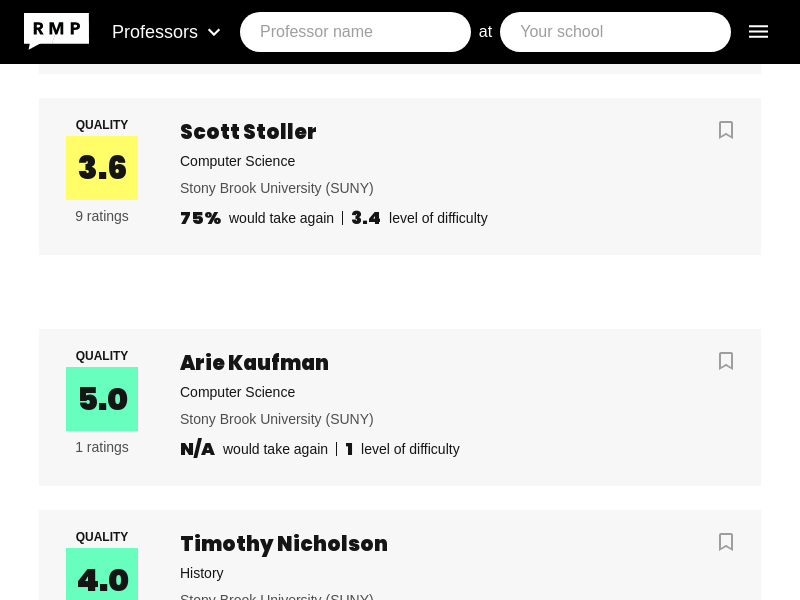 RMP
Professors
Professor name
at
Your school
QUALITY
3.6
9 ratings
Scott Stoller
Computer Science
Stony Brook University (SUNY)
75% would take again | 3.4 level of difficulty
QUALITY
5.0
1 ratings
Arie Kaufman
Computer Science
Stony Brook University (SUNY)
N/A would take again | 1 level of difficulty
QUALITY
4.0
Timothy Nicholson
History
Stony Brook University (SUNY)